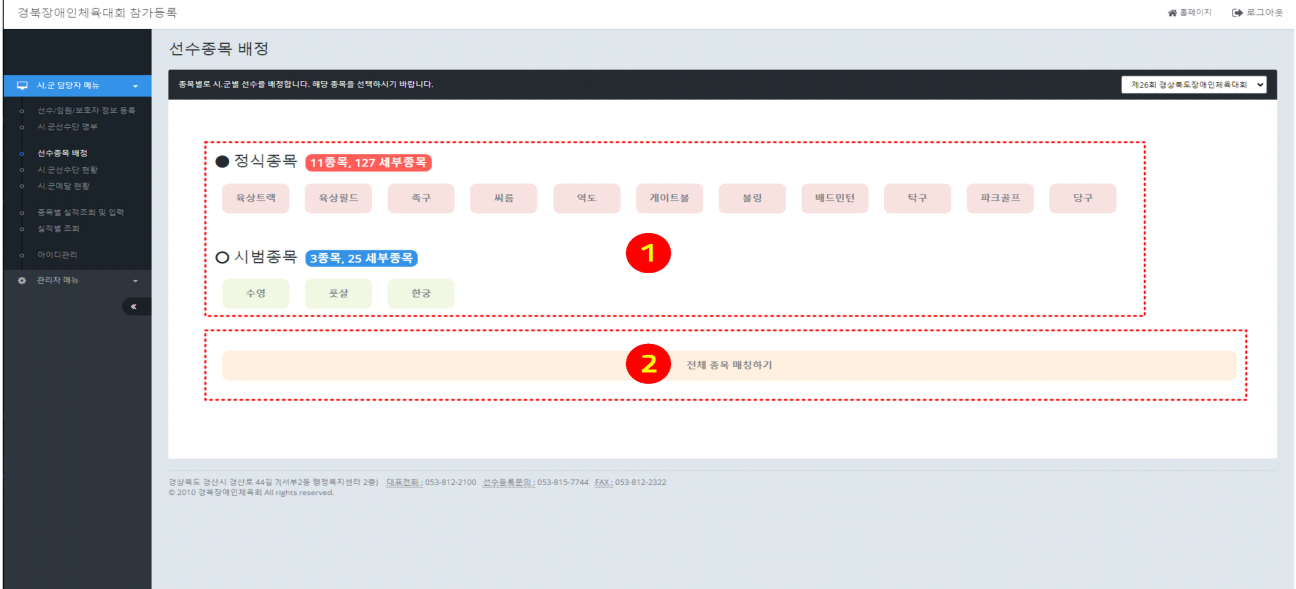 경북장애인체육대회 참가등록
홈페이지
로그아웃
시.군 담당자 메뉴
선수/임원/보호자 정보 등록
시.군선수단 명부
선수종목 배정
시.군선수단 현황
시.군메달 현황
종목별 실적조회 및 입력
실적별 조회
아이디관리
관리자 메뉴
선수종목 배정
종목별로 시.군별 선수를 배정합니다. 해당 종목을 선택하시기 바랍니다.
제26회 경상북도장애인체육대회
정식종목 11종목, 127 세부종목
육상트랙 육상필드 족구 씨름 역도 게이트볼 볼링 배드민턴 탁구 파크골프 당구
1
시범종목 3종목, 25 세부종목
수영 풋살 한궁
2 전체 종목 매칭하기
경상북도 경산시 경산로 44길 7(서부2동 행정복지센터 2층) 대표전화 : 053-812-2100 선수등록문의 : 053-815-7744 FAX : 053-812-2322
© 2010 경북장애인체육회 All rights reserved.